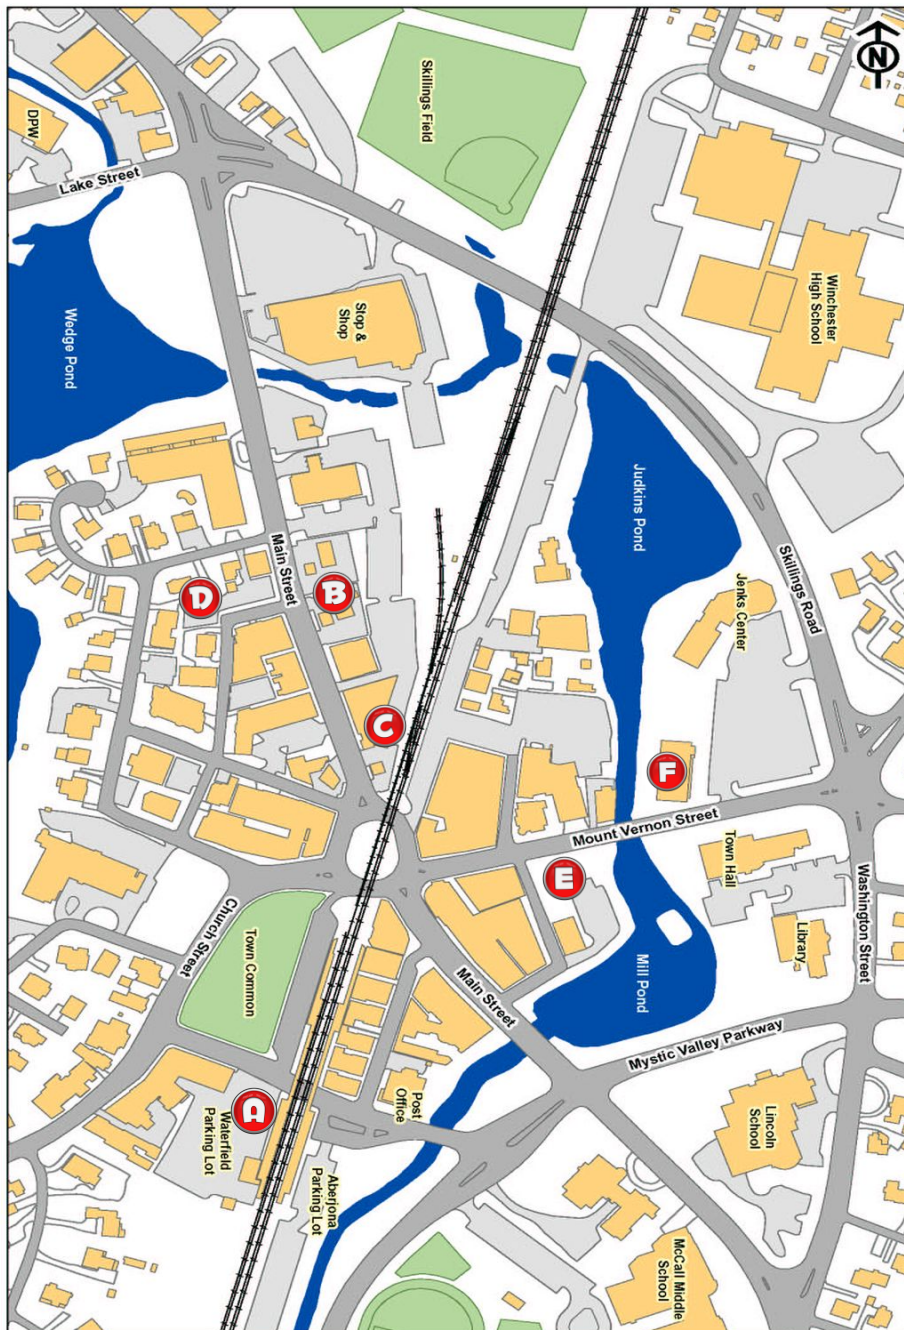 N
Skillings Field
DPW
Lake Street
Winchester
High School
Stop &
Shop
Wedge Pond
Judkins Pond
Main Street
Skillings Road
Jenks Center
D
B
C
F
Mount Vernon Street
Town Hall
E
Washington Street
Library
Church Street
Town Common
Mill Pond
Main Street
Mystic Valley Parkway
A
Waterfield
Parking Lot
Post
Office
Lincoln
School
Aberjona
Parking Lot
McCall Middle
School